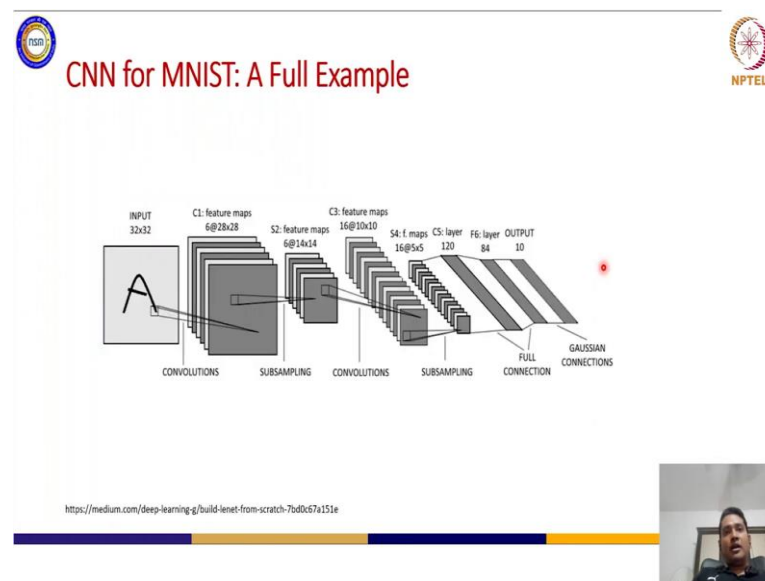 nsm
NPTEL
CNN for MNIST: A Full Example
INPUT
32x32
C1: feature maps
6@28x28
S2: feature maps
6@14x14
C3: feature maps
16@10x10
S4: f. maps
16@5x5
C5: layer
120
F6: layer
84
OUTPUT
10
A
CONVOLUTIONS
SUBSAMPLING
CONVOLUTIONS
SUBSAMPLING
FULL
CONNECTION
GAUSSIAN
CONNECTIONS
https://medium.com/deep-learning-g/build-lenet-from-scratch-7bd0c67a151e